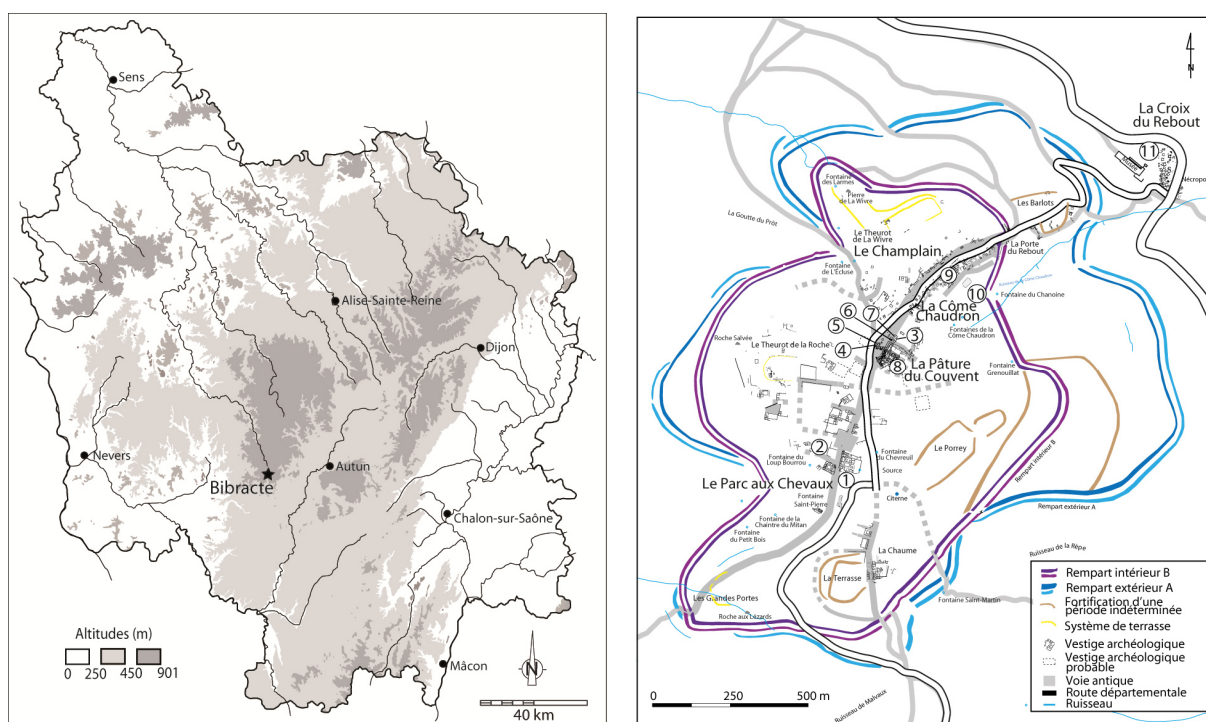 Sens
Alise-Sainte-Reine
Dijon
Nevers
Autun
Bibracte
Chalon-sur-Saône
Altitudes (m)
0 250 450 901
Mâcon
N
40 km
N
La Croix
du Rebout
11
Musée
Fontaine
des Larmes
Pierre
de La Wivre
Les Barlots
La Goutte du Prôt
Le Theurot
de La Wivre
Le Champlain
La Porte
du Rebout
Fontaine
de L'Écluse
9
10
Fontaine du Chanoine
6
7
La Côme
Chaudron
5
3
Fontaines de la
Côme Chaudron
Roche Salvée
Le Theurot de la Roche
4
La Pâture
du Couvent
8
Fontaine
Grenouillat
2
Fontaine du
Loup Bourrou
Fontaine
du Chevreuil
Le Porrey
Rempart intérieur B
Source
Le Parc aux Chevaux
1
Citerne
Fontaine
Saint-Pierre
Rempart extérieur A
Fontaine de la
Chaintre du Mitan
Fontaine
du Petit Bois
Ruisseau de la Rêpe
La Chaume
La Terrasse
Les Grandes Portes
Fontaine Saint-Martin
Roche aux Lézards
Ruisseau de Malvaux
0 250 500 m
Rempart intérieur B
Rempart extérieur A
Fortification d'une
période indeterminée
Système de terrasse
Vestige archéologique
Vestige archéologique
probable
Voie antique
Route départementale
Ruisseau